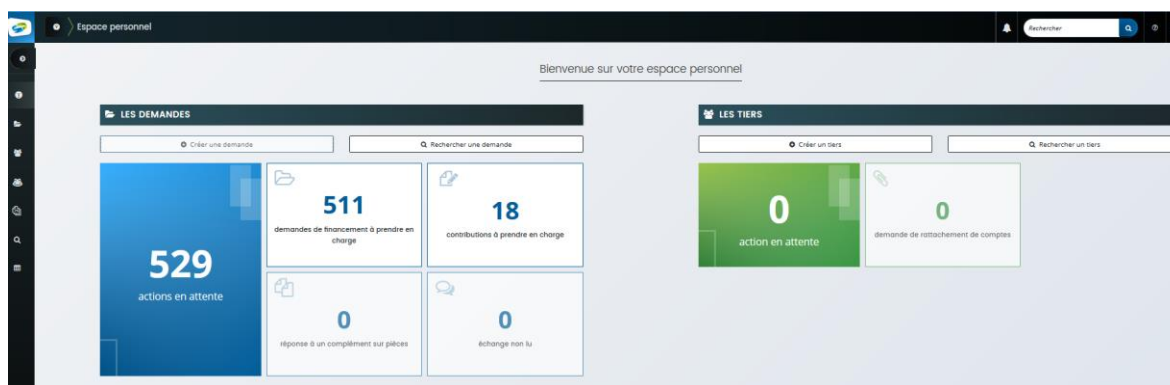 Espace personnel
Rechercher
Bienvenue sur votre espace personnel
LES DEMANDES
Créer une demande
Rechercher une demande
529
actions en attente
511
demandes de financement à prendre en
charge
18
contributions à prendre en charge
0
réponse à un complément sur pièces
0
échange non lu
LES TIERS
Créer un tiers
Rechercher un tiers
0
action en attente
0
demande de rattachement de comptes